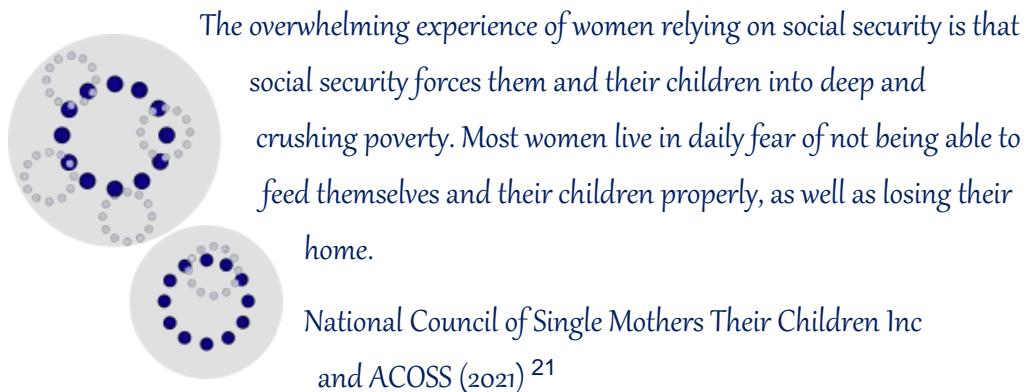 The overwhelming experience of women relying on social security is that
social security forces them and their children into deep and
crushing poverty. Most women live in daily fear of not being able to
feed themselves and their children properly, as well as losing their
home.
National Council of Single Mothers Their Children Inc
and ACOSS (2021) 21